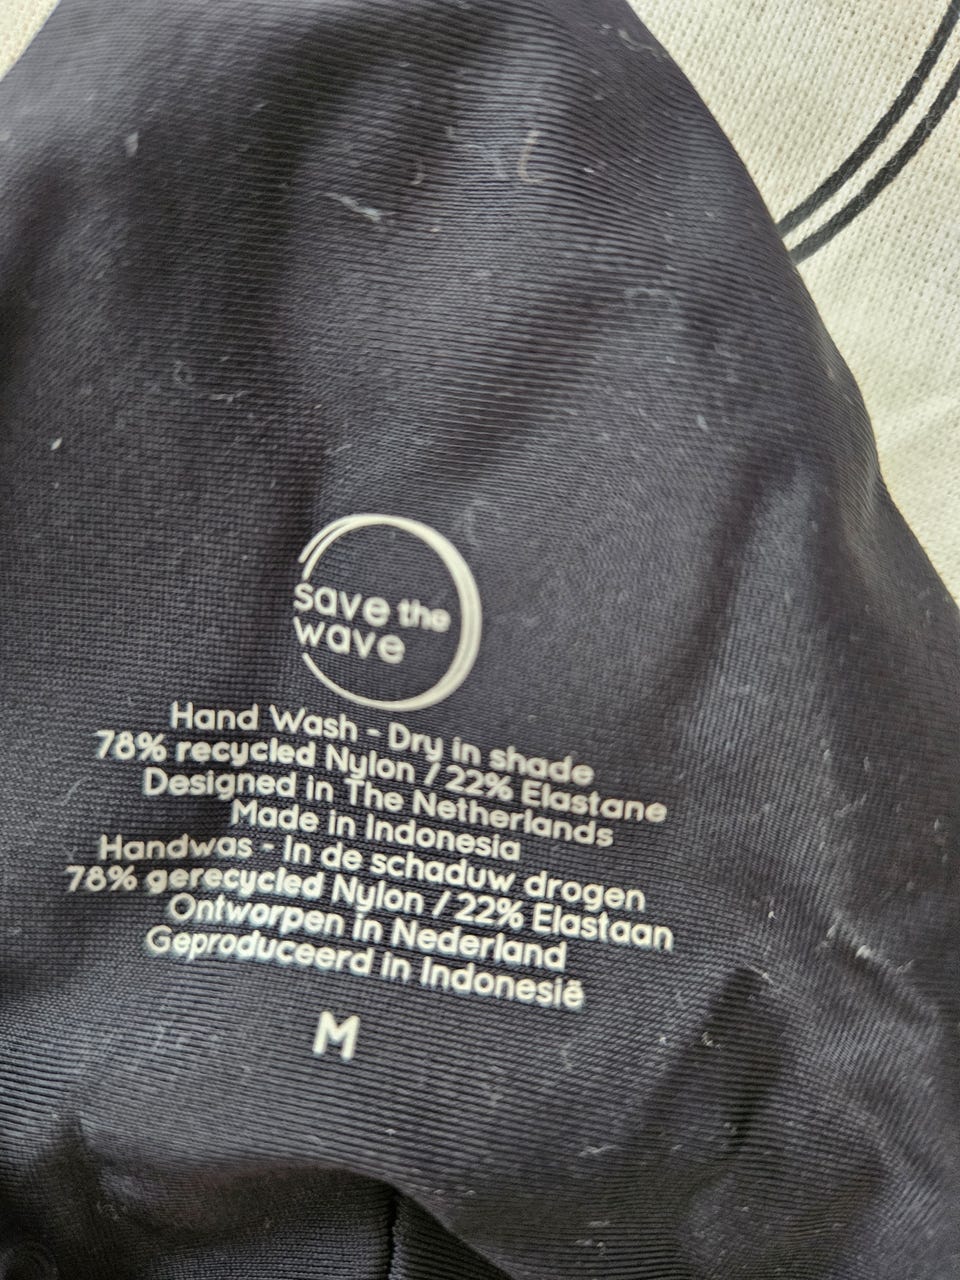 save the
wave
Hand Wash - Dry in shade
78% recycled Nylon / 22% Elastane
Designed in The Netherlands
Made in Indonesia
Handwas - In de schaduw drogen
78% gerecycled Nylon / 22% Elastaan
Ontworpen in Nederland
Geproduceerd in Indonesië
M